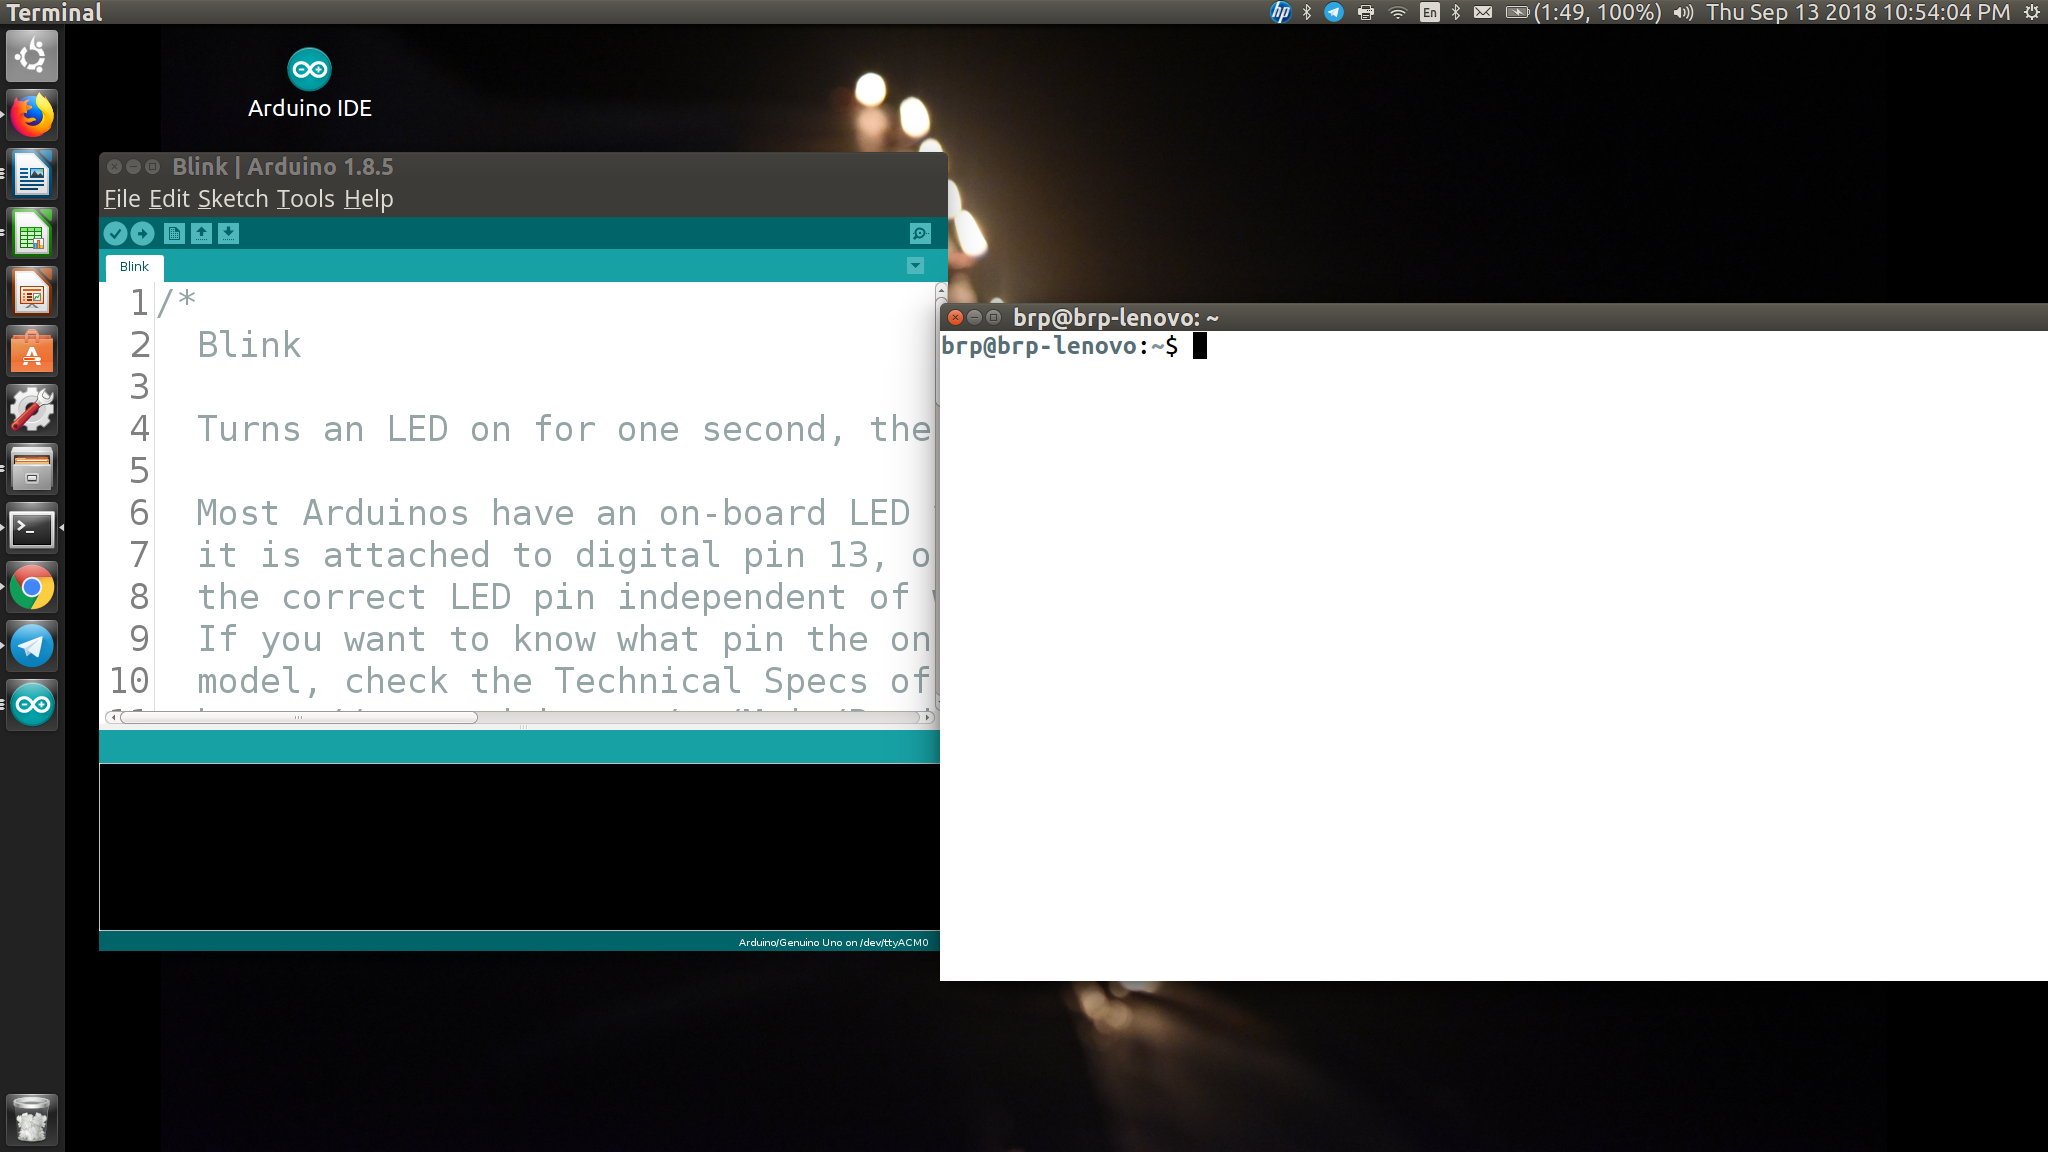 Terminal
hp
En
(1:49, 100%)
Thu Sep 13 2018 10:54:04 PM
Arduino IDE
Blink | Arduino 1.8.5
File Edit Sketch Tools Help
Blink
1 /*
2 Blink
3
4 Turns an LED on for one second, the
5
6 Most Arduinos have an on-board LED
7 it is attached to digital pin 13, o
8 the correct LED pin independent of
9 If you want to know what pin the on
10 model, check the Technical Specs of
Arduino/Genuino Uno on /dev/ttyACM0
brp@brp-lenovo: ~
brp@brp-lenovo:~$